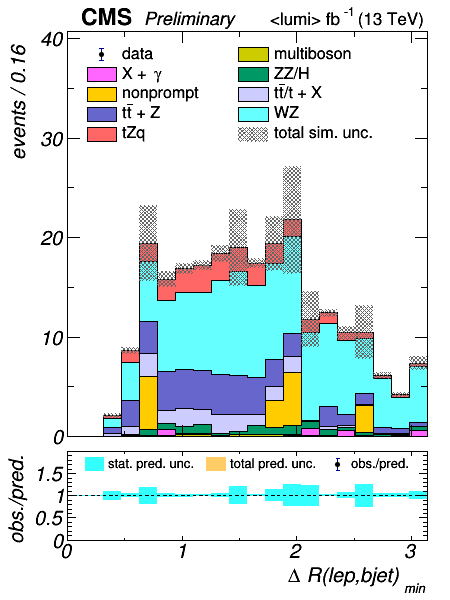 CMS Preliminary <lumi> fb⁻¹ (13 TeV)
events / 0.16
40
30
20
10
0
data
X + γ
nonprompt
tt̄ + Z
tZq
multiboson
ZZ/H
tt̄/t + X
WZ
total sim. unc.
obs./pred.
1.5
1
0.5
0
stat. pred. unc. total pred. unc. obs./pred.
0 1 2 3
Δ R(lep,bjet) min